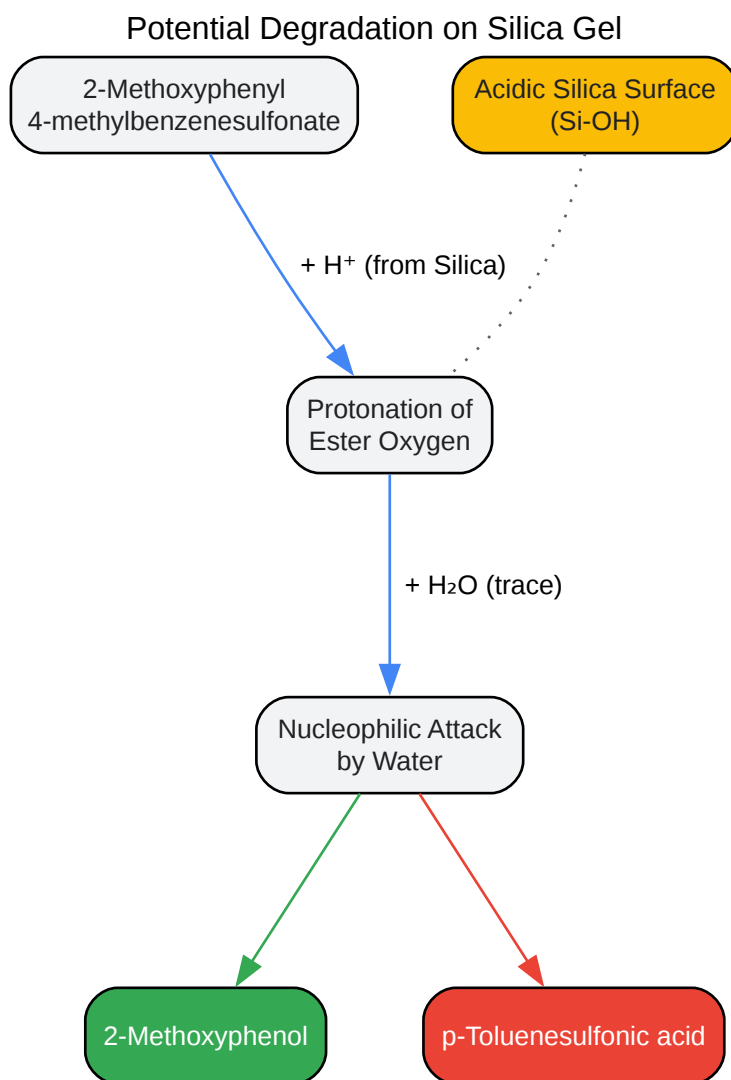 Potential Degradation on Silica Gel
2-Methoxyphenyl
4-methylbenzenesulfonate
Acidic Silica Surface
(Si-OH)
+ H⁺ (from Silica)
Protonation of
Ester Oxygen
+ H₂O (trace)
Nucleophilic Attack
by Water
2-Methoxyphenol
p-Toluenesulfonic acid